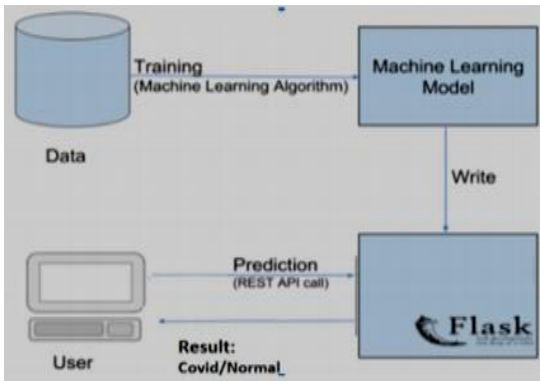 Training
(Machine Learning Algorithm)
Machine Learning
Model
Data
Write
Prediction
(REST API call)
Flask
User
Result:
Covid/Normal